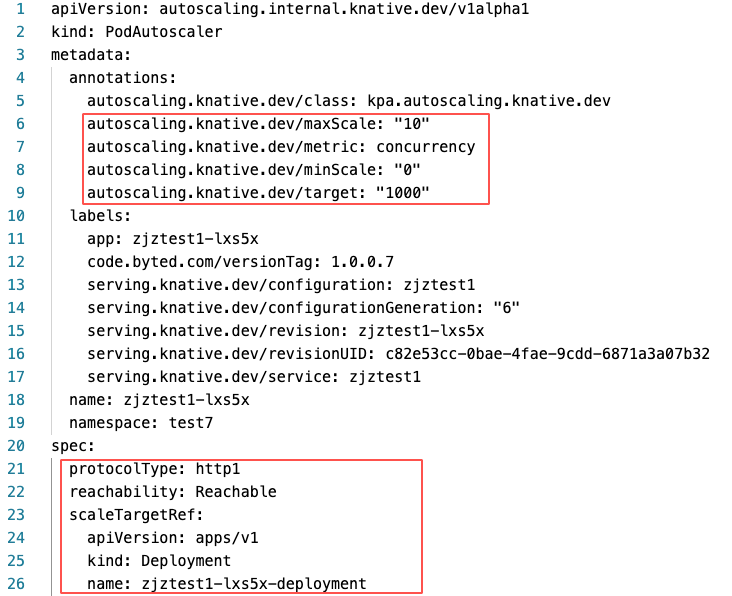 1 apiVersion: autoscaling.internal.knative.dev/v1alpha1
2 kind: PodAutoscaler
3 metadata:
4   annotations:
5     autoscaling.knative.dev/class: kpa.autoscaling.knative.dev
6     autoscaling.knative.dev/maxScale: "10"
7     autoscaling.knative.dev/metric: concurrency
8     autoscaling.knative.dev/minScale: "0"
9     autoscaling.knative.dev/target: "1000"
10   labels:
11     app: zjztest1-lxs5x
12     code.byted.com/versionTag: 1.0.0.7
13     serving.knative.dev/configuration: zjztest1
14     serving.knative.dev/configurationGeneration: "6"
15     serving.knative.dev/revision: zjztest1-lxs5x
16     serving.knative.dev/revisionUID: c82e53cc-0bae-4fae-9cdd-6871a3a07b32
17     serving.knative.dev/service: zjztest1
18   name: zjztest1-lxs5x
19   namespace: test7
20 spec:
21   protocolType: http1
22   reachability: Reachable
23   scaleTargetRef:
24     apiVersion: apps/v1
25     kind: Deployment
26     name: zjztest1-lxs5x-deployment